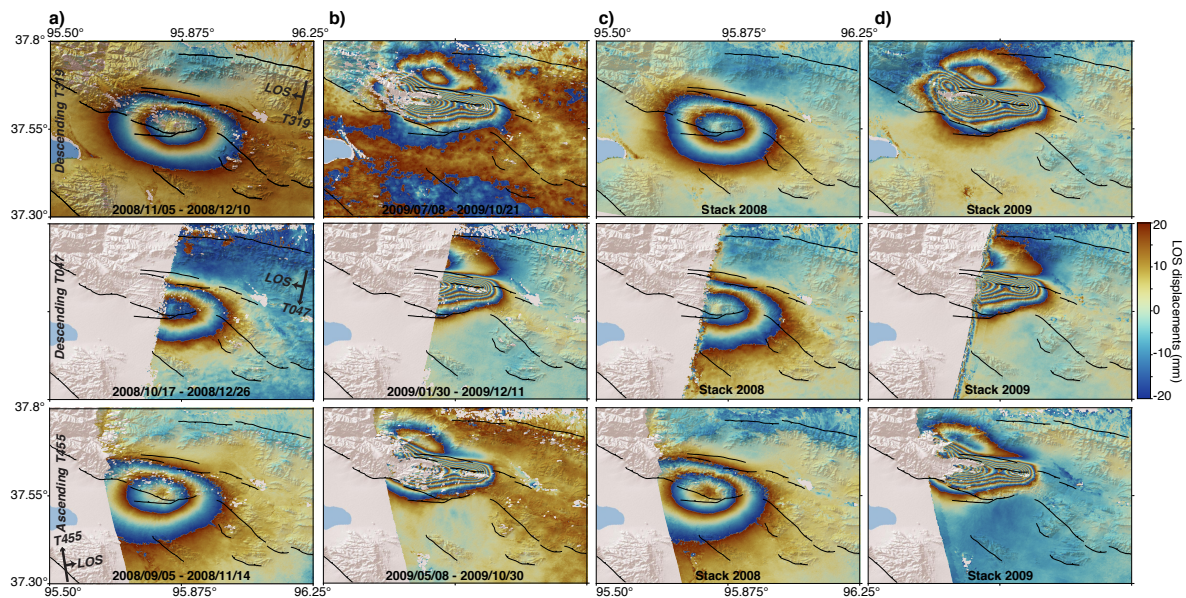 a) b) c) d)
95.50° 95.875° 96.25° 95.50° 95.875° 96.25°
37.8°
37.55°
37.30°
Descending T319
LOS
T319
2008/11/05 - 2008/12/10
2009/07/08 - 2009/10/21
Stack 2008
Stack 2009
Descending T047
LOS
T047
2008/10/17 - 2008/12/26
2009/01/30 - 2009/12/11
Stack 2008
Stack 2009
20
10
-0
-10
-20
LOS displacements (mm)
37.8°
37.55°
37.30°
Ascending T455
T455
LOS
2008/09/05 - 2008/11/14
2009/05/08 - 2009/10/30
Stack 2008
Stack 2009
95.50° 95.875° 96.25° 95.50° 95.875° 96.25°